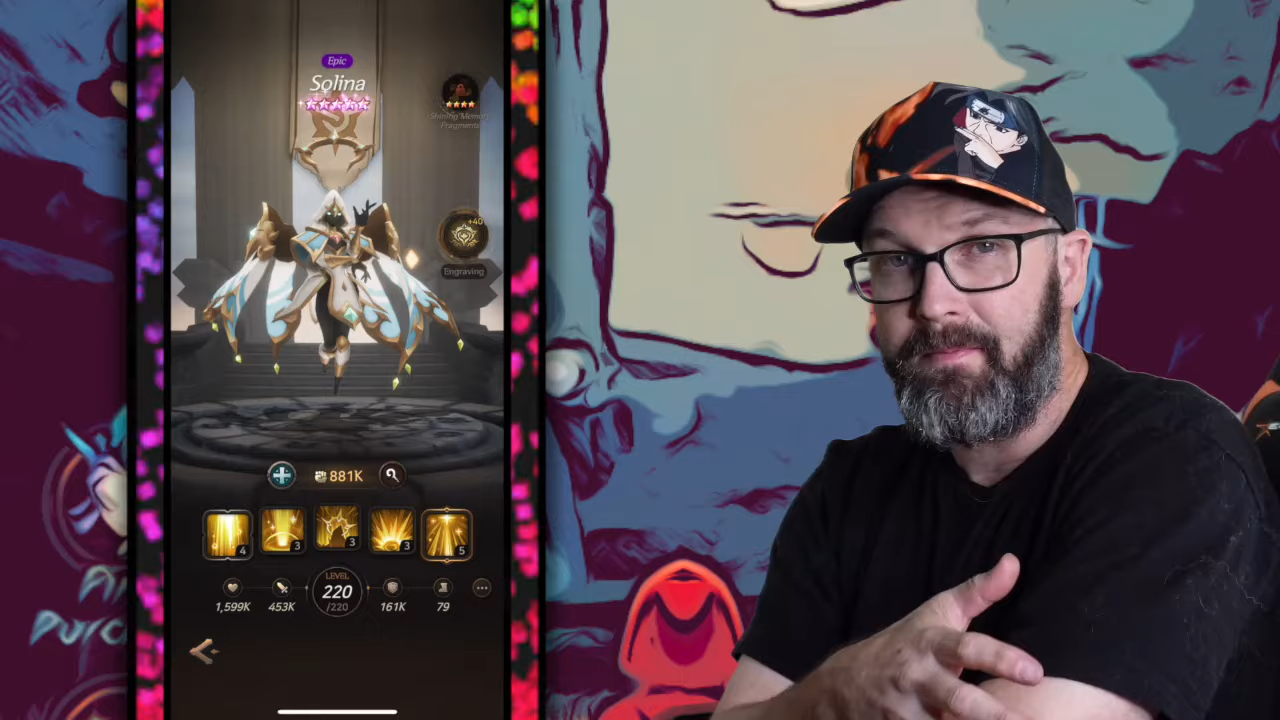 Epic
Solina
Shining Memory
Fragments
+40
Engraving
881K
4
3
3
3
5
LEVEL
220
/220
1,599K
453K
161K
79